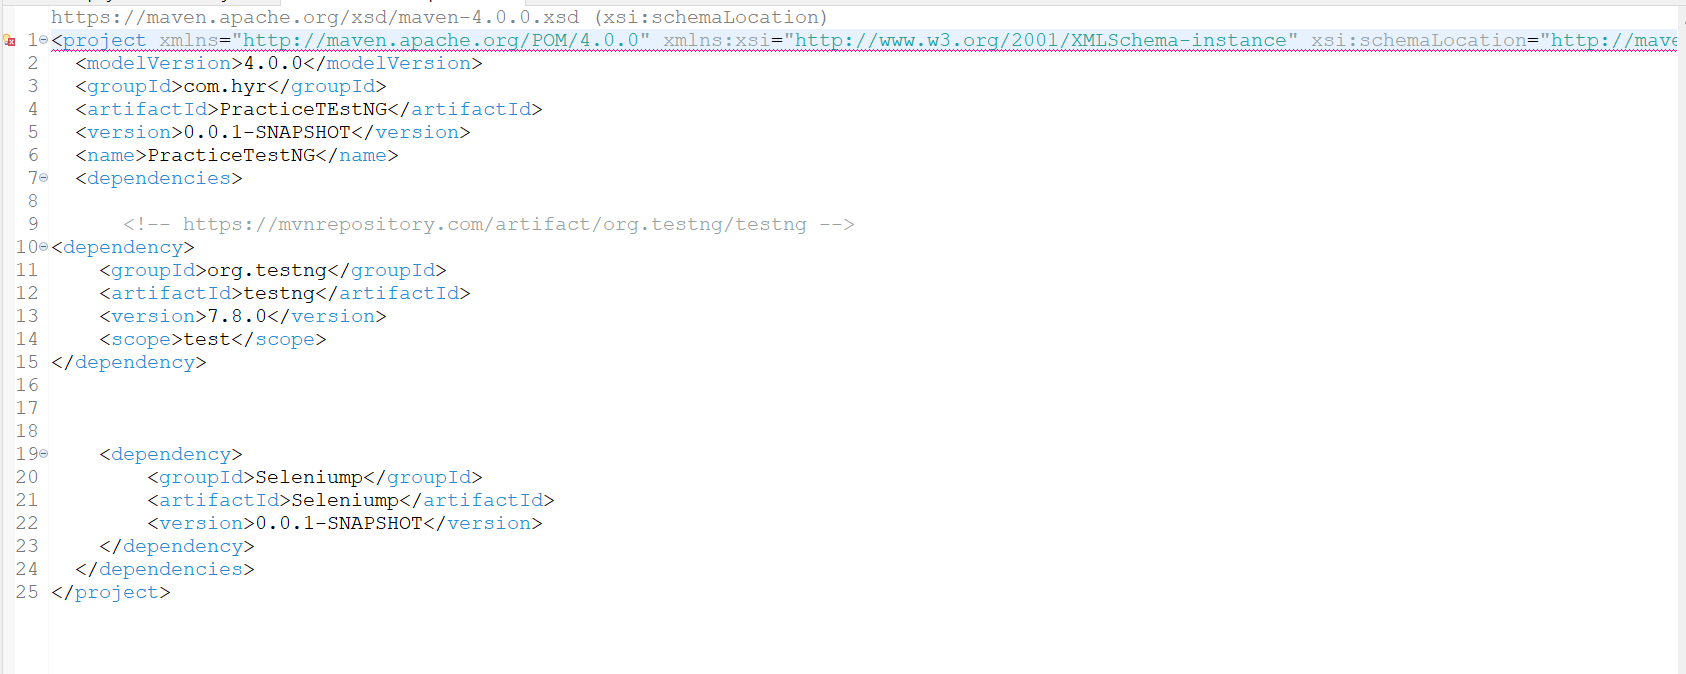 https://maven.apache.org/xsd/maven-4.0.0.xsd (xsi:schemaLocation)
1 <project xmlns="http://maven.apache.org/POM/4.0.0" xmlns:xsi="http://www.w3.org/2001/XMLSchema-instance" xsi:schemaLocation="http://mave
2 <modelVersion>4.0.0</modelVersion>
3 <groupId>com.hyr</groupId>
4 <artifactId>PracticeTEstNG</artifactId>
5 <version>0.0.1-SNAPSHOT</version>
6 <name>PracticeTestNG</name>
7 <dependencies>
8
9 <!-- https://mvnrepository.com/artifact/org.testng/testng -->
10 <dependency>
11 <groupId>org.testng</groupId>
12 <artifactId>testng</artifactId>
13 <version>7.8.0</version>
14 <scope>test</scope>
15 </dependency>
16
17
18
19 <dependency>
20 <groupId>Seleniump</groupId>
21 <artifactId>Seleniump</artifactId>
22 <version>0.0.1-SNAPSHOT</version>
23 </dependency>
24 </dependencies>
25 </project>